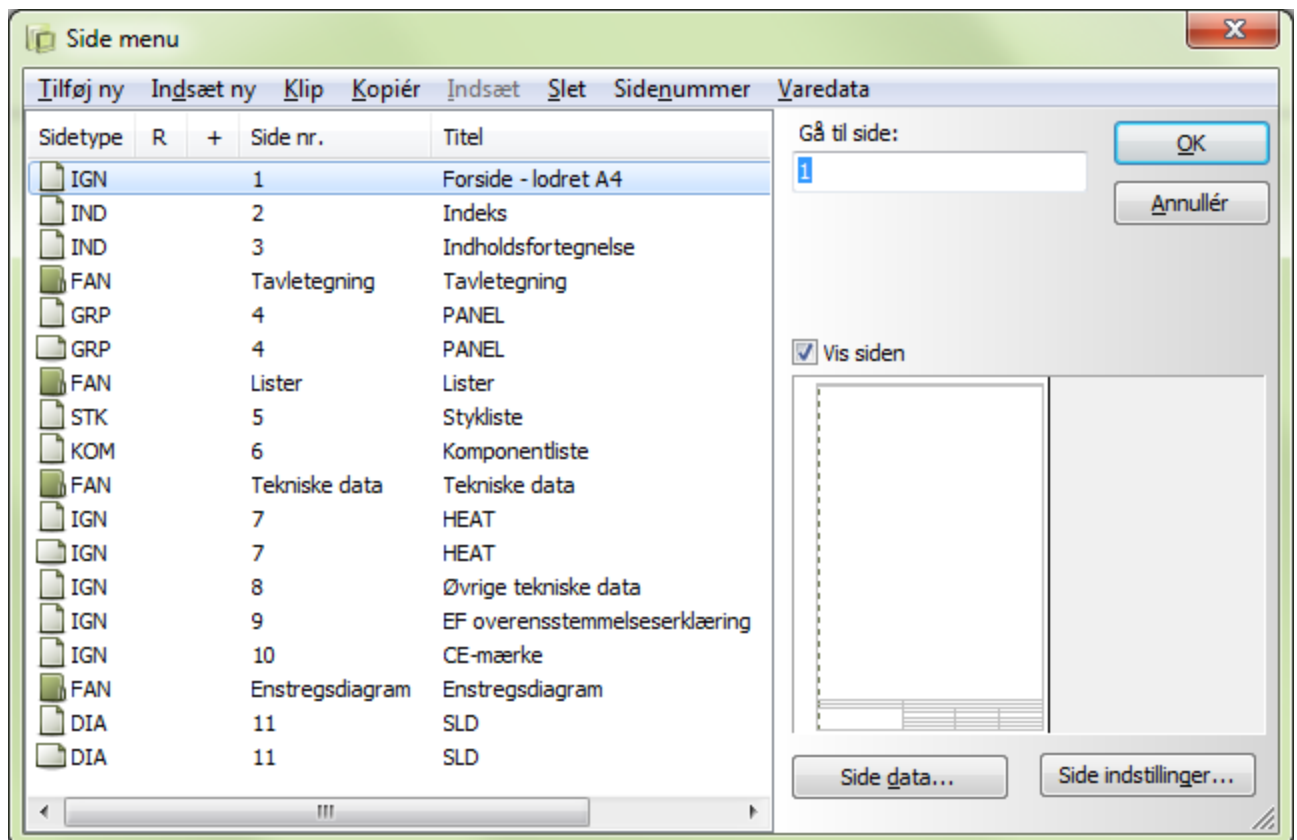 Side menu
Tilføj ny Indsæt ny Klip Kopiér Indsæt Slet Sidenummer Varedata
Sidetype R + Side nr. Titel
IGN 1 Forside - lodret A4
IND 2 Indeks
IND 3 Indholdsfortegnelse
FAN Tavletegning Tavletegning
GRP 4 PANEL
GRP 4 PANEL
FAN Lister Lister
STK 5 Stykliste
KOM 6 Komponentliste
FAN Tekniske data Tekniske data
IGN 7 HEAT
IGN 7 HEAT
IGN 8 Øvrige tekniske data
IGN 9 EF overensstemmelseserklæring
IGN 10 CE-mærke
FAN Enstregsdiagram Enstregsdiagram
DIA 11 SLD
DIA 11 SLD
Gå til side:
1
OK
Annullér
Vis siden
Side data...
Side indstillinger...